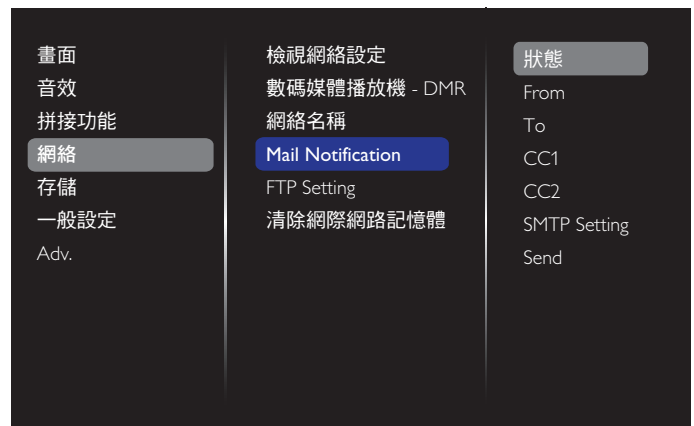 畫面
音效
拼接功能
網絡
存儲
一般設定
Adv.
檢視網絡設定
數碼媒體播放機 - DMR
網絡名稱
Mail Notification
FTP Setting
清除網際網路記憶體
狀態
From
To
CC1
CC2
SMTP Setting
Send